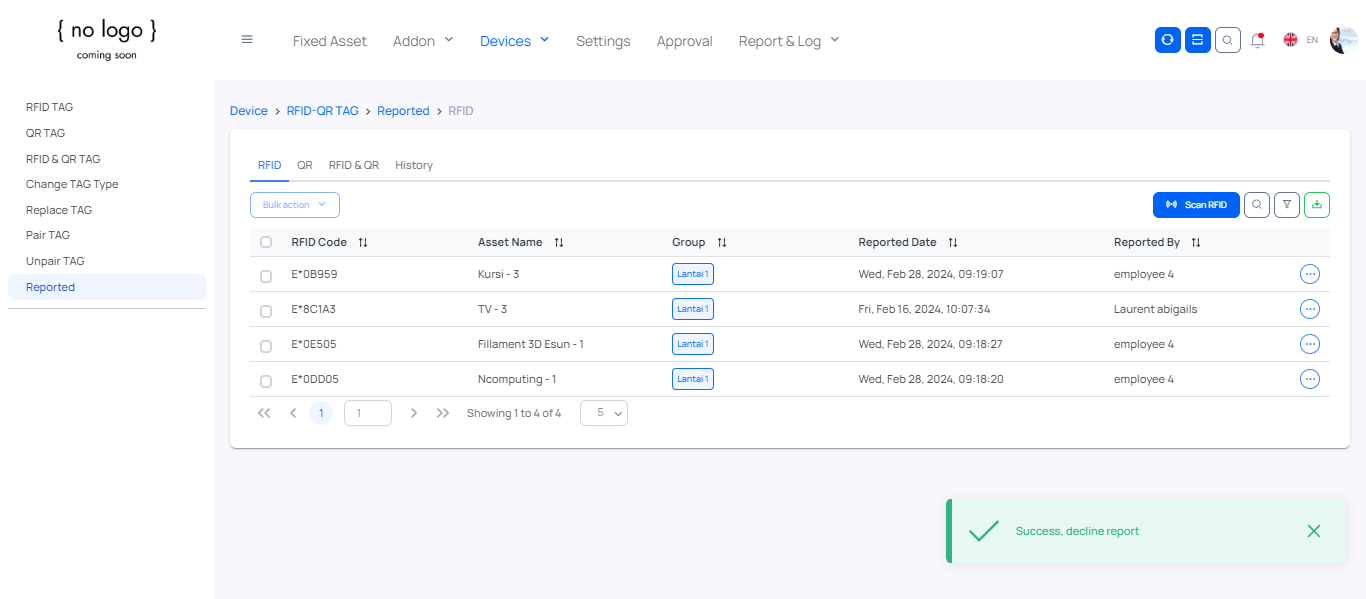 { no logo }
coming soon
Fixed Asset Addon Devices Settings Approval Report & Log EN
RFID TAG
QR TAG
RFID & QR TAG
Change TAG Type
Replace TAG
Pair TAG
Unpair TAG
Reported
Device > RFID-QR TAG > Reported > RFID
RFID QR RFID & QR History
Bulk action Scan RFID
RFID Code Asset Name Group Reported Date Reported By
E*0B959 Kursi - 3 Lantai 1 Wed, Feb 28, 2024, 09:19:07 employee 4
E*8C1A3 TV - 3 Lantai 1 Fri, Feb 16, 2024, 10:07:34 Laurent abigails
E*0E505 Fillament 3D Esun - 1 Lantai 1 Wed, Feb 28, 2024, 09:18:27 employee 4
E*0DD05 Ncomputing - 1 Lantai 1 Wed, Feb 28, 2024, 09:18:20 employee 4
1 1 Showing 1 to 4 of 4 5
Success, decline report